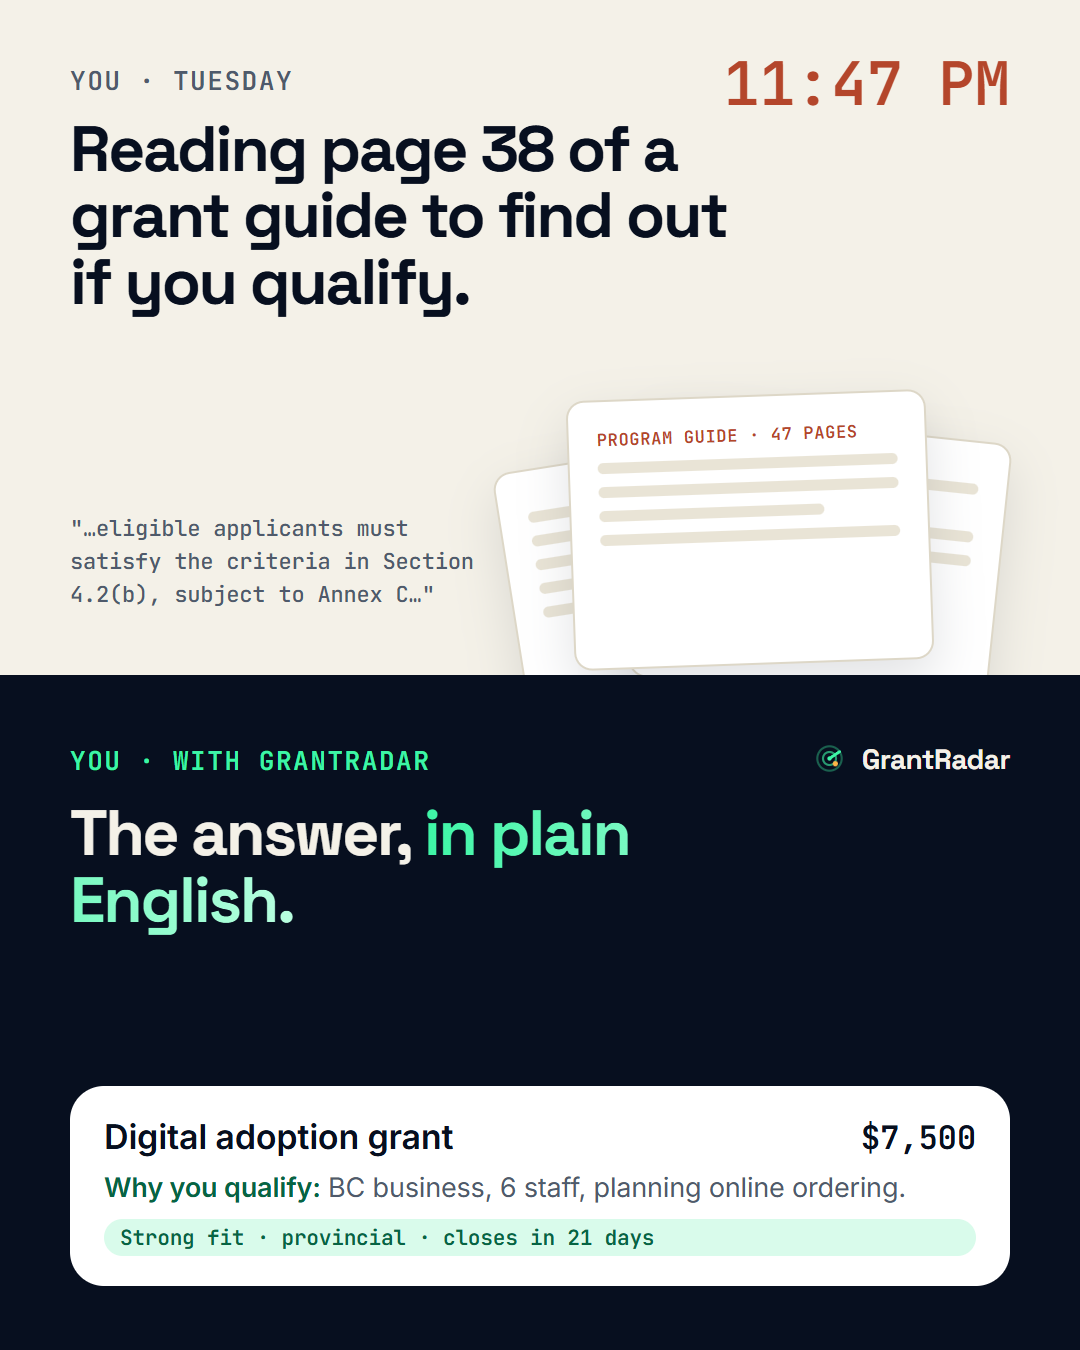 YOU · TUESDAY
11:47 PM
Reading page 38 of a
grant guide to find out
if you qualify.
PROGRAM GUIDE · 47 PAGES
"…eligible applicants must
satisfy the criteria in Section
4.2(b), subject to Annex C…"
YOU · WITH GRANTRADAR
GrantRadar
The answer, in plain
English.
Digital adoption grant
$7,500
Why you qualify: BC business, 6 staff, planning online ordering.
Strong fit · provincial · closes in 21 days